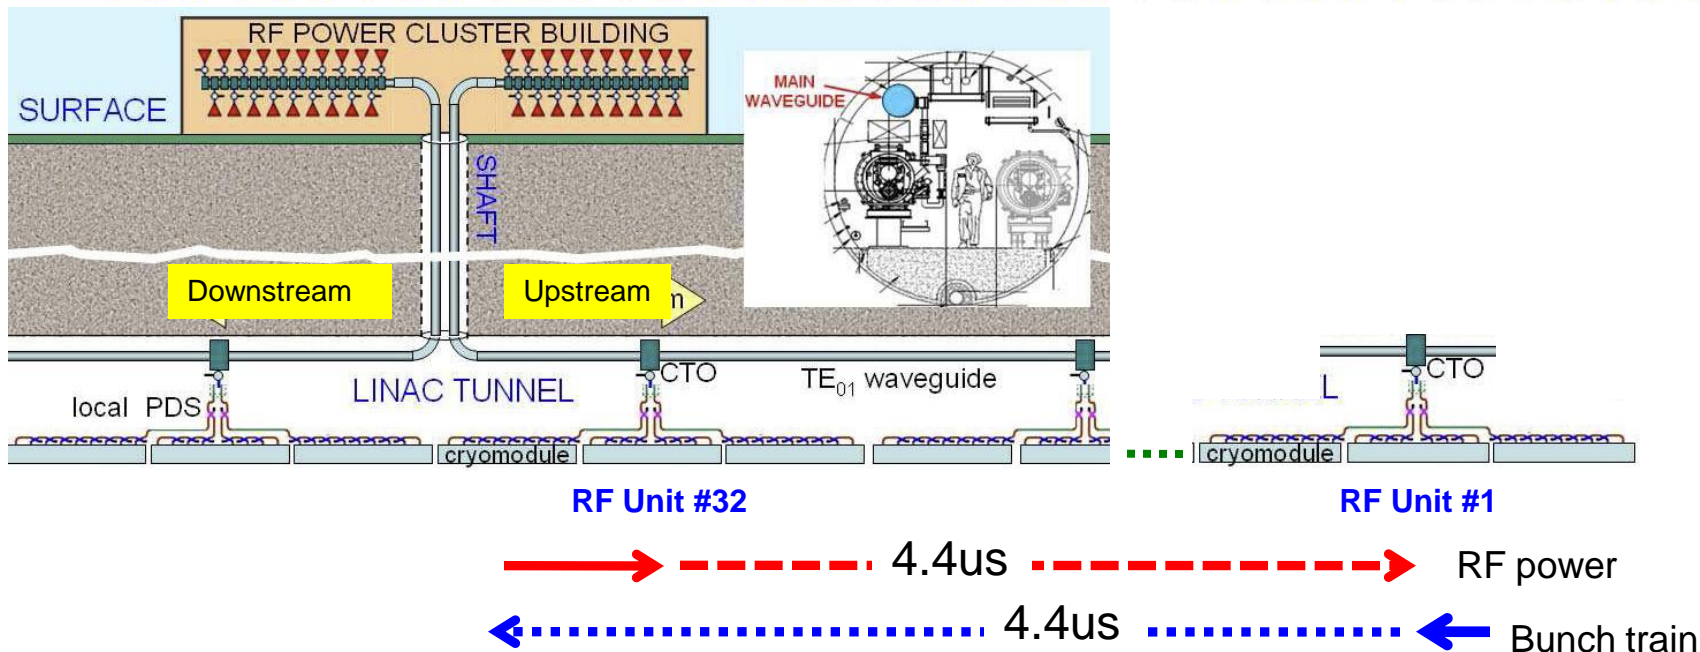 RF POWER CLUSTER BUILDING
SURFACE
MAIN
WAVEGUIDE
SHAFT
Downstream
Upstream
m
CTO
TE01 waveguide
CTO
LINAC TUNNEL
L
local PDS
cryomodule
cryomodule
RF Unit #32
RF Unit #1
4.4us
RF power
4.4us
Bunch train